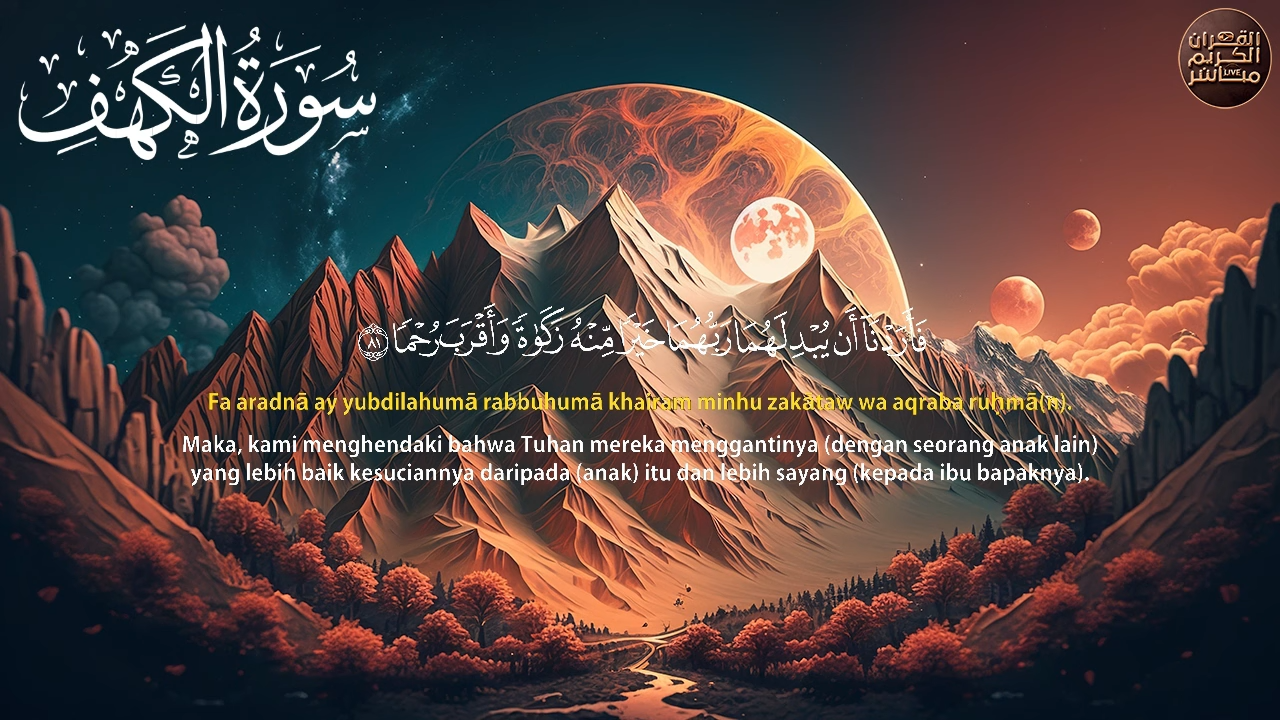 سُورَةُ الكَهْفِ
القرآن
الكريم
مباشر
LIVE
فَأَرَدْنَآ أَن يُبْدِلَهُمَا رَبُّهُمَا خَيْرًا مِّنْهُ زَكَوٰةً وَأَقْرَبَ رُحْمًا ٨١
Fa aradnā ay yubdilahumā rabbuhumā khairam minhu zakātaw wa aqraba ruḥmā(n).
Maka, kami menghendaki bahwa Tuhan mereka menggantinya (dengan seorang anak lain)
yang lebih baik kesuciannya daripada (anak) itu dan lebih sayang (kepada ibu bapaknya).